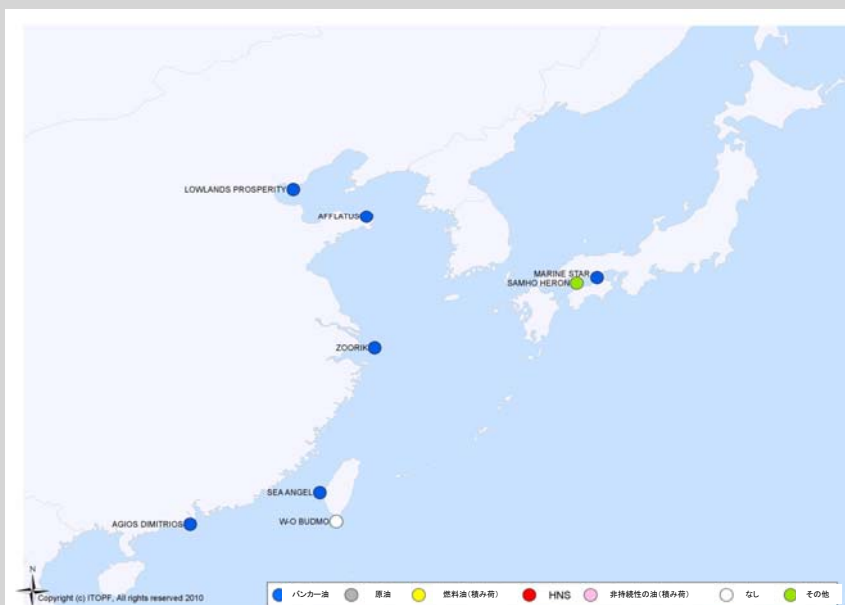 LOWLANDS PROSPERITY
AFFLATUS
MARINE STAR
SAMHO HERON
ZOORIK
SEA ANGEL
W-O BUDMO
AGIOS DIMITRIOS
N
Copyright (c) ITOPF, All rights reserved 2010
バンカー油 原油 燃料油(積み荷) HNS 非持続性の油(積み荷) なし その他